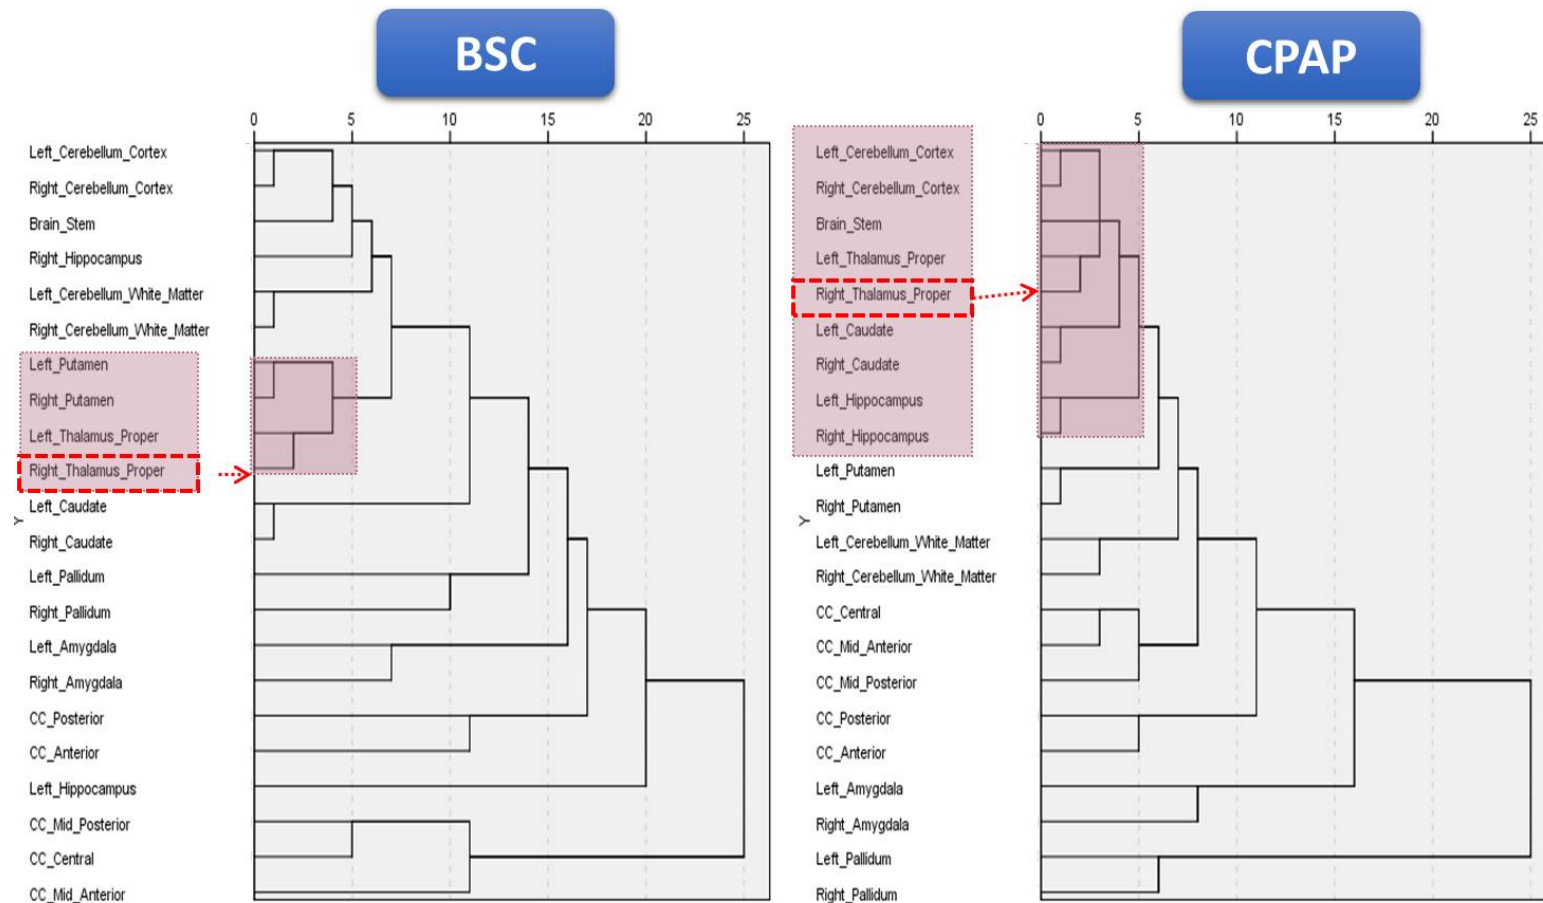 BSC
0 5 10 15 20 25
Left_Cerebellum_Cortex
Right_Cerebellum_Cortex
Brain_Stem
Right_Hippocampus
Left_Cerebellum_White_Matter
Right_Cerebellum_White_Matter
Left_Putamen
Right_Putamen
Left_Thalamus_Proper
Right_Thalamus_Proper
Left_Caudate
Right_Caudate
Left_Pallidum
Right_Pallidum
Left_Amygdala
Right_Amygdala
CC_Posterior
CC_Anterior
Left_Hippocampus
CC_Mid_Posterior
CC_Central
CC_Mid_Anterior
Y
CPAP
0 5 10 15 20 25
Left_Cerebellum_Cortex
Right_Cerebellum_Cortex
Brain_Stem
Left_Thalamus_Proper
Right_Thalamus_Proper
Left_Caudate
Right_Caudate
Left_Hippocampus
Right_Hippocampus
Left_Putamen
Right_Putamen
Left_Cerebellum_White_Matter
Right_Cerebellum_White_Matter
CC_Central
CC_Mid_Anterior
CC_Mid_Posterior
CC_Posterior
CC_Anterior
Left_Amygdala
Right_Amygdala
Left_Pallidum
Right_Pallidum
Y